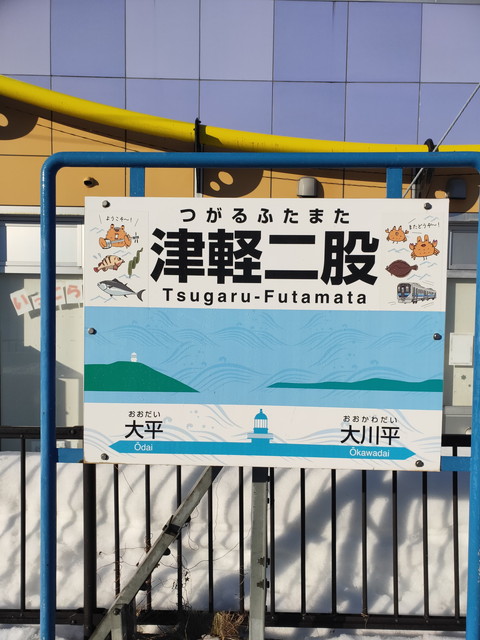 ようこそ〜!
またどうぞ〜!
つがるふたまた
津軽二股
Tsugaru-Futamata
おおだい
大平
Ōdai
おおかわだい
大川平
Ōkawadai